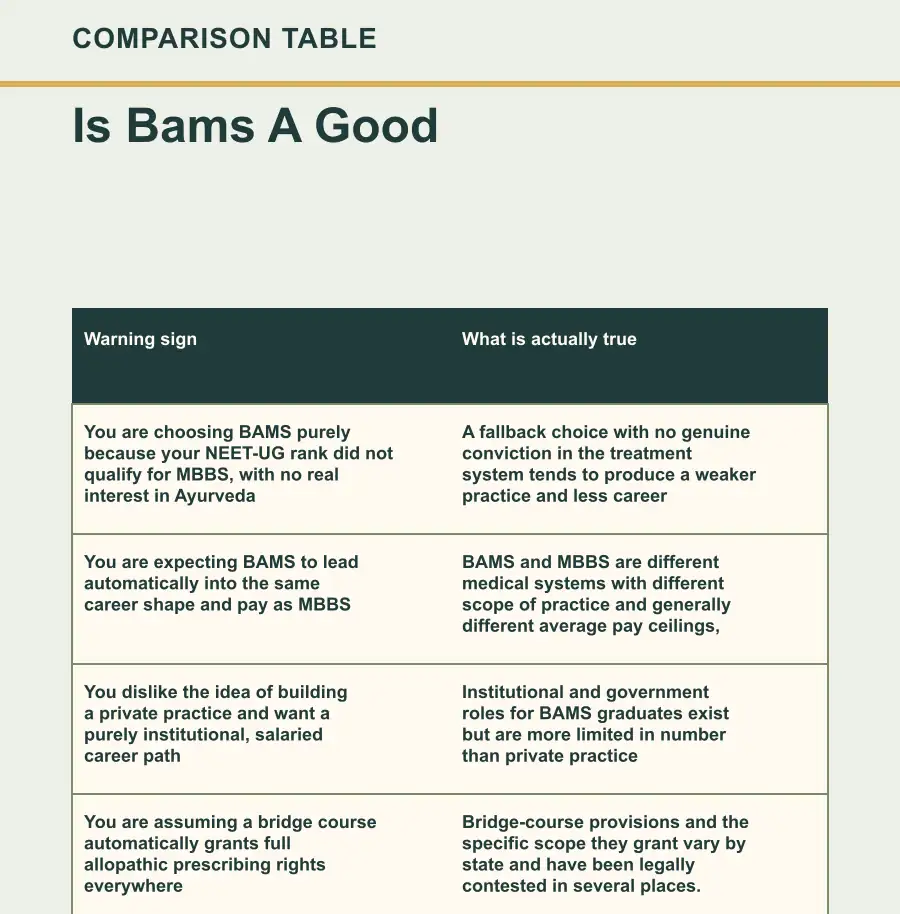 COMPARISON TABLE
Is Bams A Good
Warning sign
What is actually true
You are choosing BAMS purely
because your NEET-UG rank did not
qualify for MBBS, with no real
interest in Ayurveda
A fallback choice with no genuine
conviction in the treatment
system tends to produce a weaker
practice and less career
You are expecting BAMS to lead
automatically into the same
career shape and pay as MBBS
BAMS and MBBS are different
medical systems with different
scope of practice and generally
different average pay ceilings,
You dislike the idea of building
a private practice and want a
purely institutional, salaried
career path
Institutional and government
roles for BAMS graduates exist
but are more limited in number
than private practice
You are assuming a bridge course
automatically grants full
allopathic prescribing rights
everywhere
Bridge-course provisions and the
specific scope they grant vary by
state and have been legally
contested in several places.